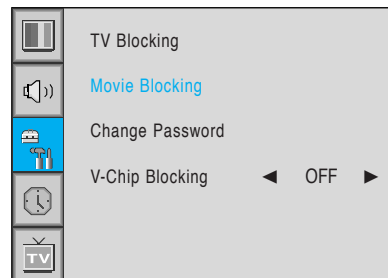 TV Blocking
Movie Blocking
Change Password
V-Chip Blocking ◀ OFF ▶
TV